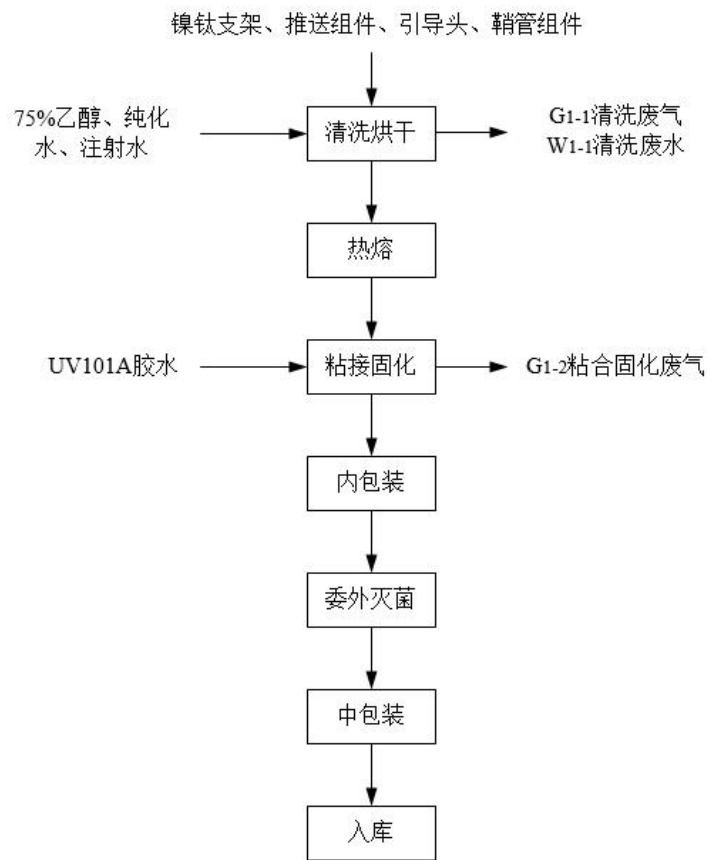 镍钛支架、推送组件、引导头、鞘管组件
75%乙醇、纯化
水、注射水
清洗烘干
G1-1清洗废气
W1-1清洗废水
热熔
UV101A胶水
粘接固化
G1-2粘合固化废气
内包装
委外灭菌
中包装
入库